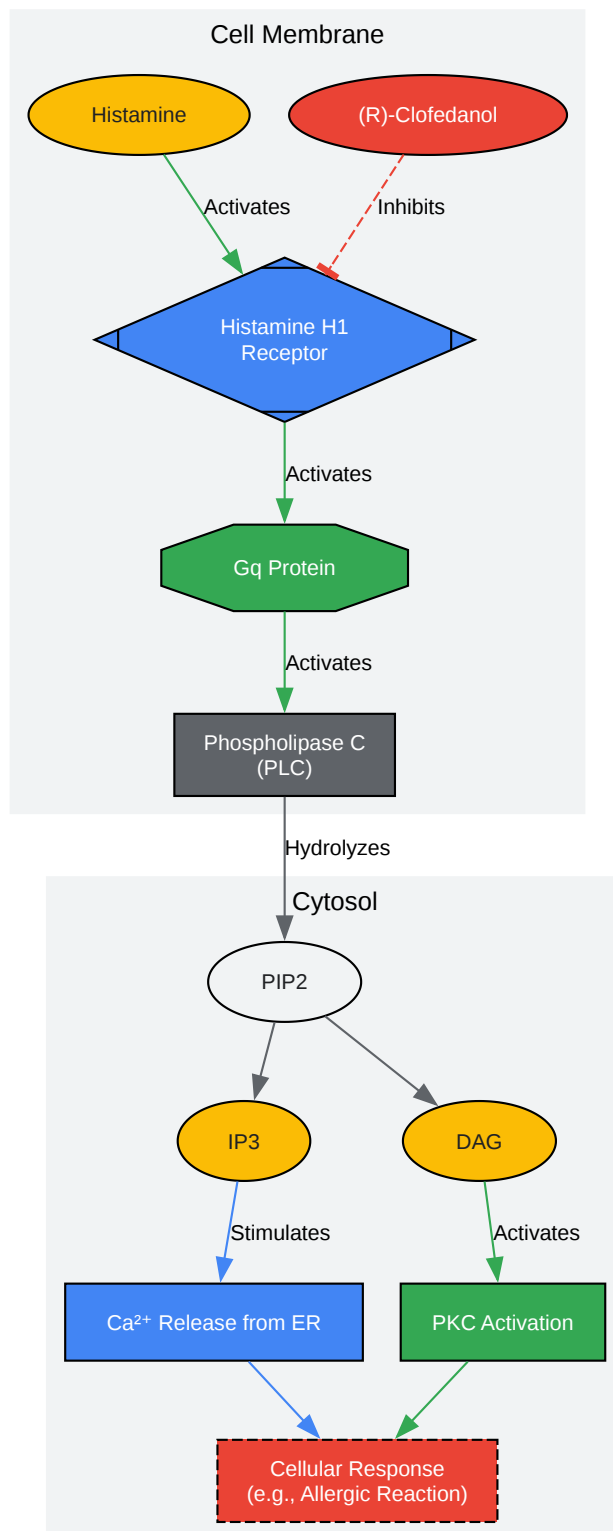 Cell Membrane
Histamine
(R)-Clofedanol
Activates
Inhibits
Histamine H1
Receptor
Activates
Gq Protein
Activates
Phospholipase C
(PLC)
Hydrolyzes
Cytosol
PIP2
IP3
DAG
Stimulates
Activates
Ca²⁺ Release from ER
PKC Activation
Cellular Response
(e.g., Allergic Reaction)